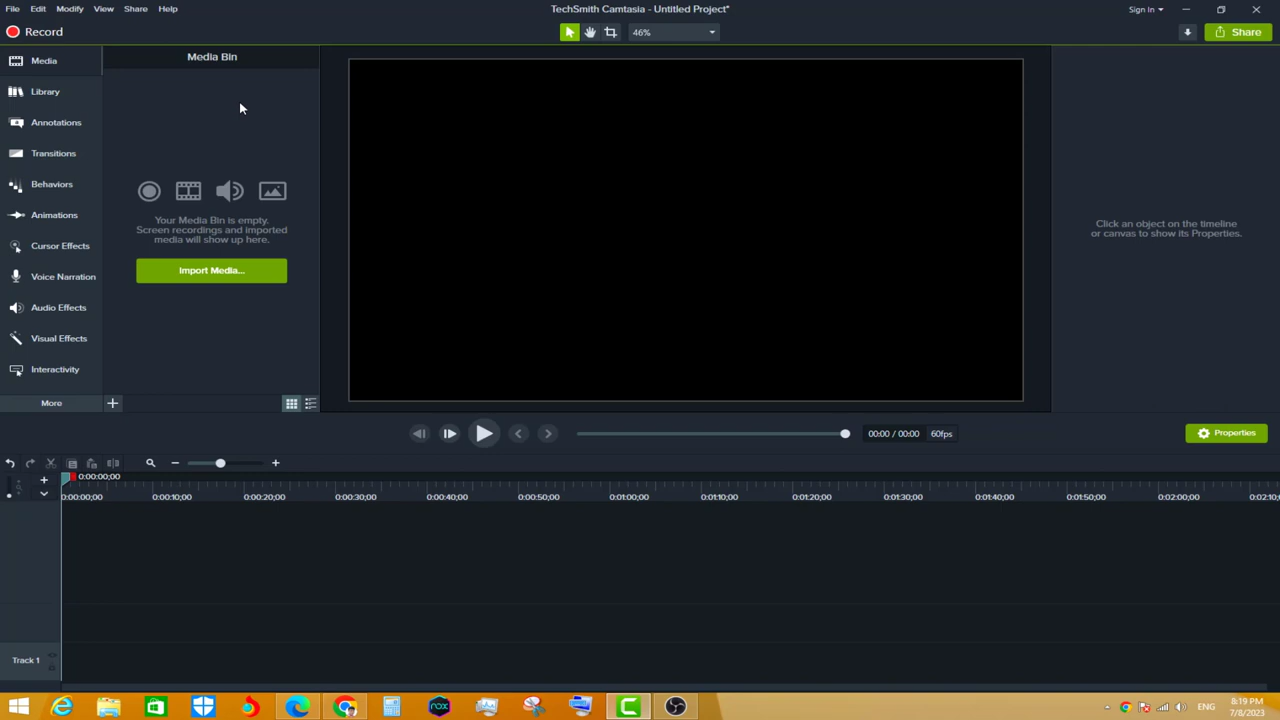 File Edit Modify View Share Help
TechSmith Camtasia - Untitled Project*
Sign In
Record
46%
Share
Media
Media Bin
Library
Annotations
Transitions
Behaviors
Animations
Cursor Effects
Voice Narration
Audio Effects
Visual Effects
Interactivity
More
Your Media Bin is empty.
Screen recordings and imported
media will show up here.
Import Media...
Click an object on the timeline
or canvas to show its Properties.
00:00 / 00:00 60fps
Properties
0:00:00;00
0:00:00;00 0:00:10;00 0:00:20;00 0:00:30;00 0:00:40;00 0:00:50;00 0:01:00;00 0:01:10;00 0:01:20;00 0:01:30;00 0:01:40;00 0:01:50;00 0:02:00;00 0:02:10;
Track 1
nox
ENG
8:19 PM
7/8/2023